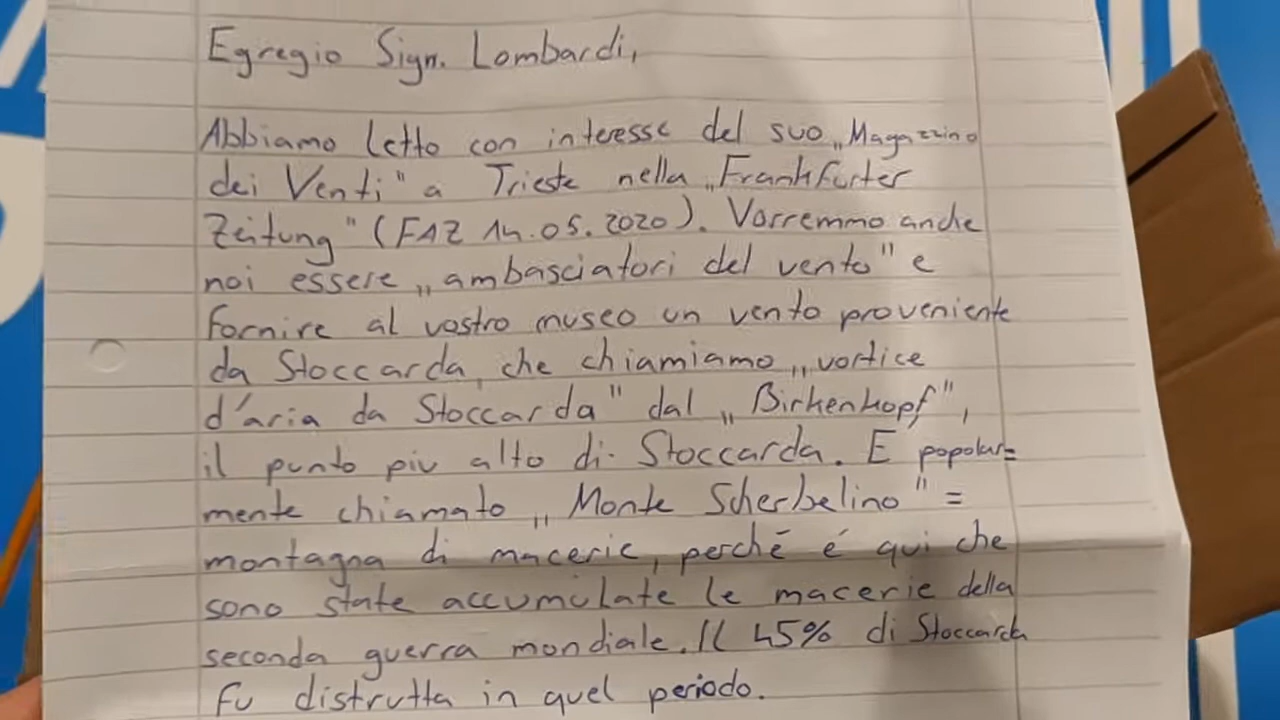 Egregio Sign. Lombardi,
Abbiamo letto con interesse del suo „Magazzino
dei Venti" a Trieste nella „Frankfurter
Zeitung" (FAZ 14.05.2020). Vorremmo anche
noi essere „ambasciatori del vento" e
fornire al vostro museo un vento proveniente
da Stoccarda, che chiamiamo „vortice
d'aria da Stoccarda" dal „Birkenkopf",
il punto piu alto di Stoccarda. E popolar=
mente chiamato „Monte Scherbelino" =
montagna di macerie, perché é qui che
sono state accumulate le macerie della
seconda guerra mondiale. Il 45% di Stoccarda
fu distrutta in quel periodo.